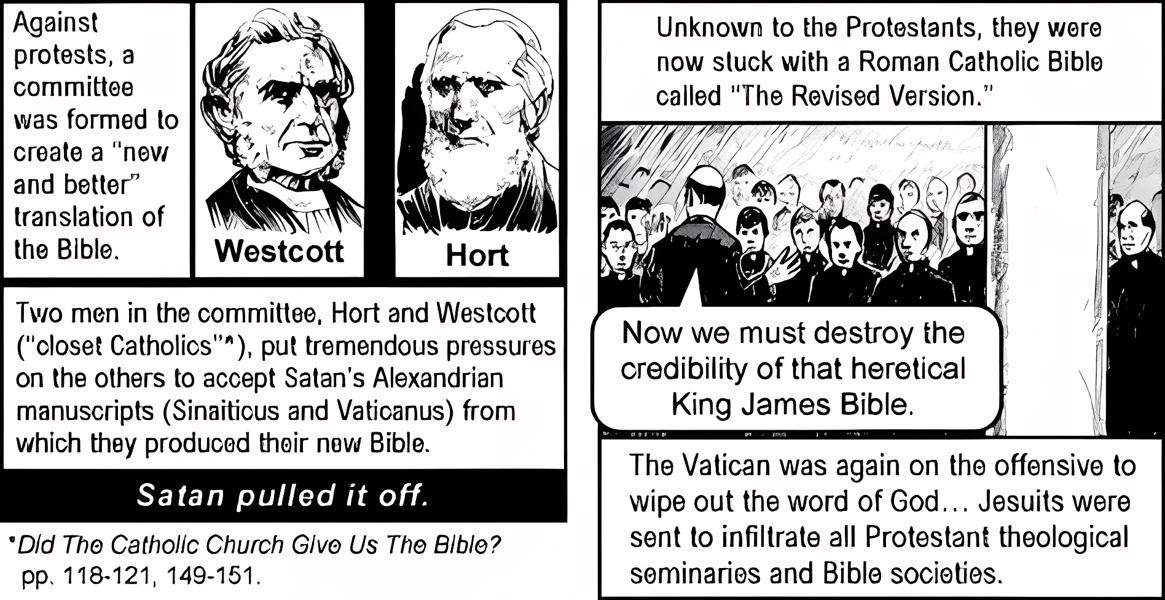 Against
protests, a
committee
was formed to
create a "new
and better"
translation of
the Bible.
Westcott
Hort
Two men in the committee, Hort and Westcott
("closet Catholics"*), put tremendous pressures
on the others to accept Satan's Alexandrian
manuscripts (Sinaiticus and Vaticanus) from
which they produced their new Bible.
Satan pulled it off.
*Did The Catholic Church Give Us The Bible?
pp. 118-121, 149-151.
Unknown to the Protestants, they were
now stuck with a Roman Catholic Bible
called "The Revised Version."
Now we must destroy the
credibility of that heretical
King James Bible.
The Vatican was again on the offensive to
wipe out the word of God... Jesuits were
sent to infiltrate all Protestant theological
seminaries and Bible societies.